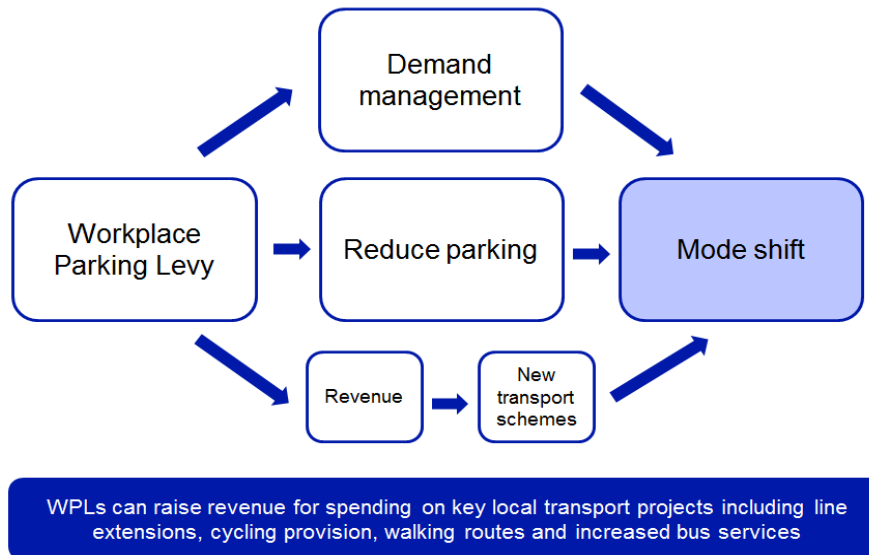 Demand
management
Workplace
Parking Levy
Reduce parking
Mode shift
Revenue
New
transport
schemes
WPLs can raise revenue for spending on key local transport projects including line
extensions, cycling provision, walking routes and increased bus services